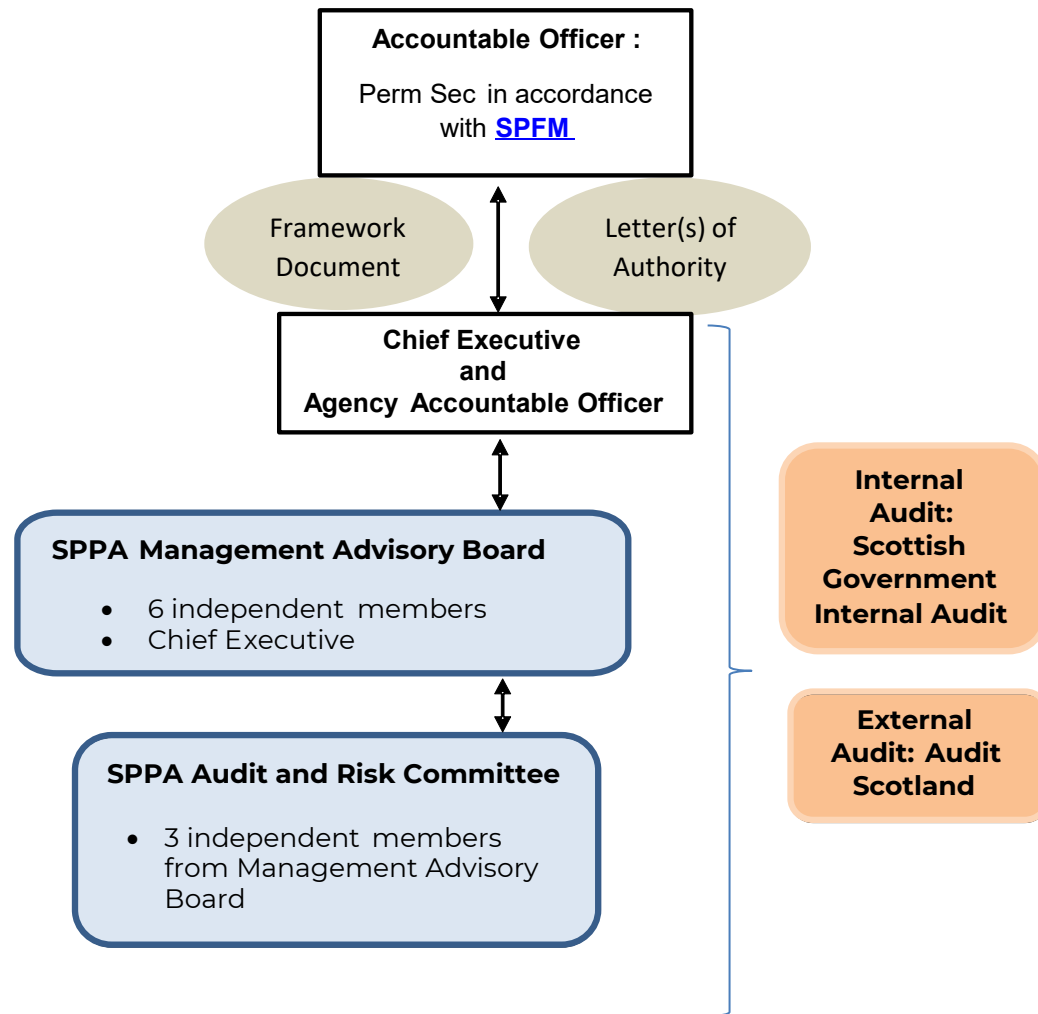 Accountable Officer :
Perm Sec in accordance
with SPFM
Framework
Document
Letter(s) of
Authority
Chief Executive
and
Agency Accountable Officer
SPPA Management Advisory Board
• 6 independent members
• Chief Executive
SPPA Audit and Risk Committee
• 3 independent members
from Management Advisory
Board
Internal
Audit:
Scottish
Government
Internal Audit
External
Audit: Audit
Scotland